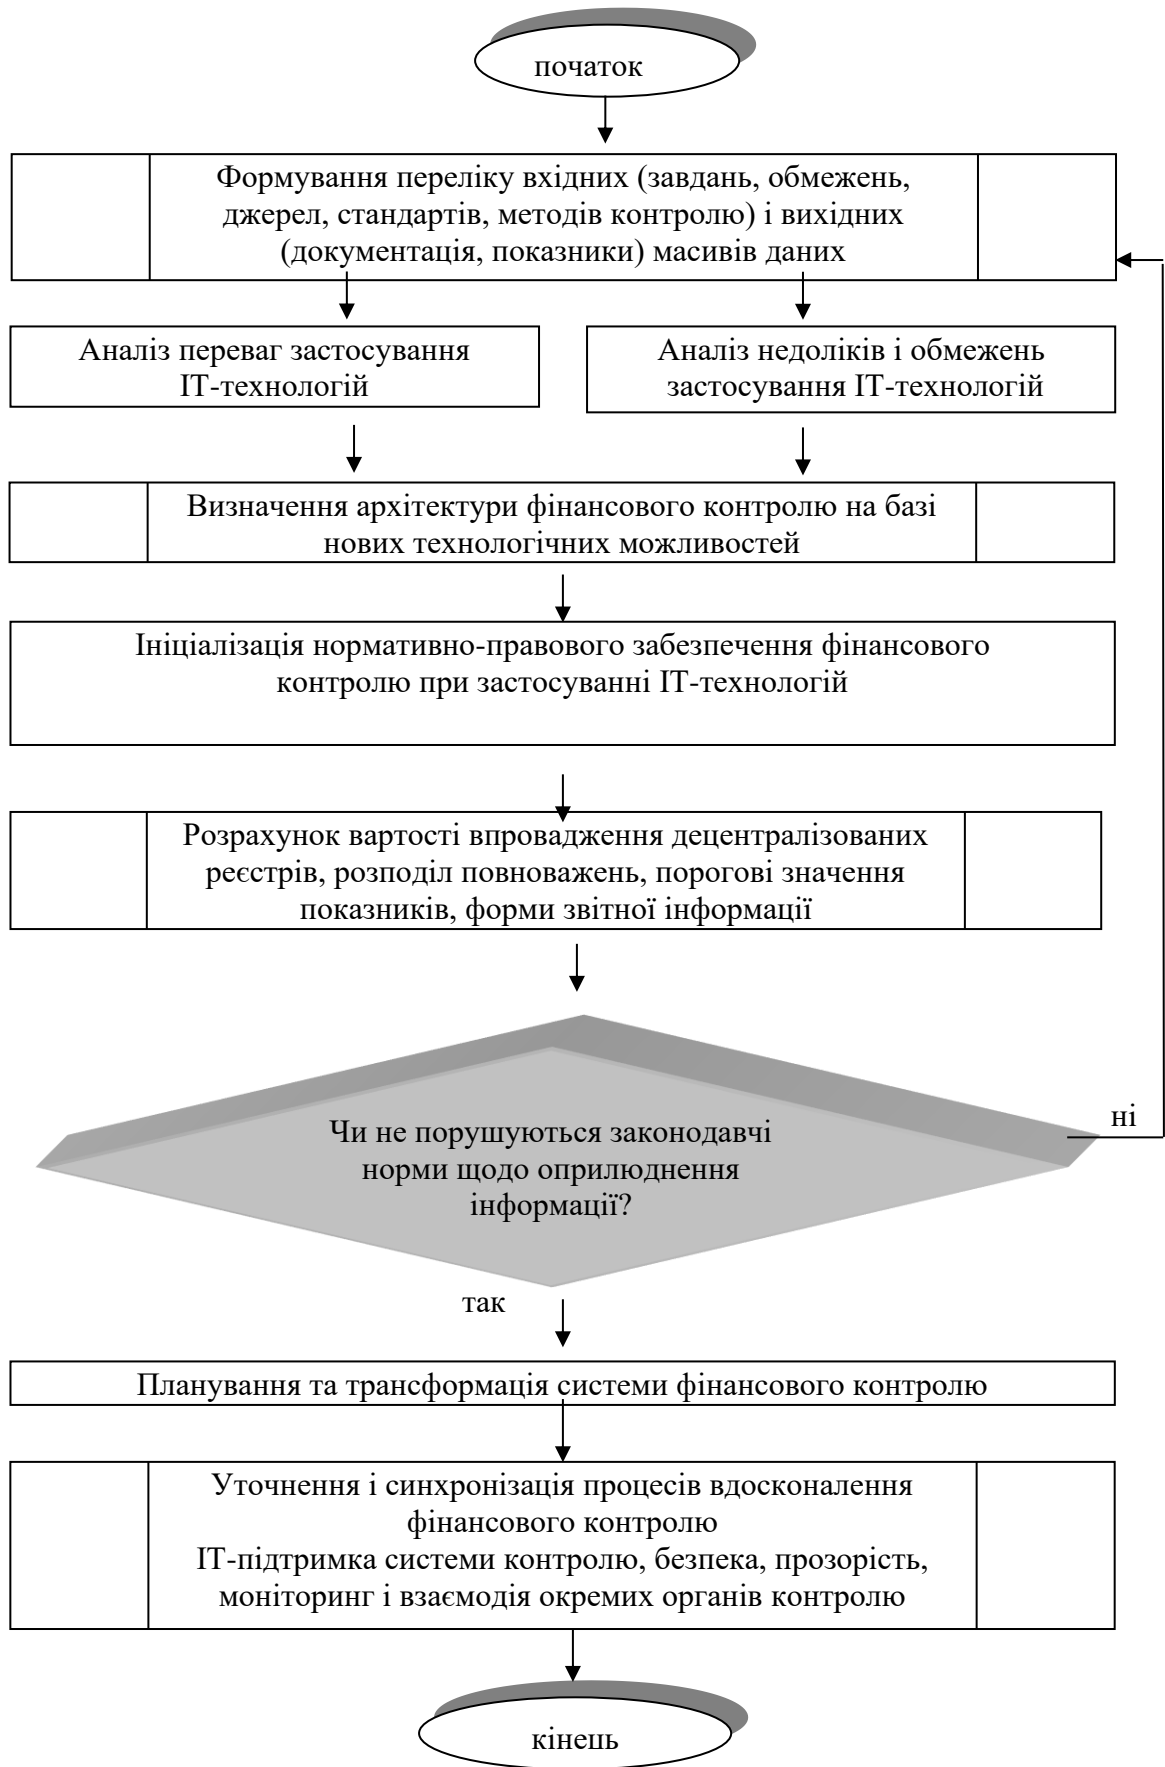 початок
Формування переліку вхідних (завдань, обмежень,
джерел, стандартів, методів контролю) і вихідних
(документація, показники) масивів даних
Аналіз переваг застосування
ІТ-технологій
Аналіз недоліків і обмежень
застосування ІТ-технологій
Визначення архітектури фінансового контролю на базі
нових технологічних можливостей
Ініціалізація нормативно-правового забезпечення фінансового
контролю при застосуванні ІТ-технологій
Розрахунок вартості впровадження децентралізованих
реєстрів, розподіл повноважень, порогові значення
показників, форми звітної інформації
ні
Чи не порушуються законодавчі
норми щодо оприлюднення
інформації?
так
Планування та трансформація системи фінансового контролю
Уточнення і синхронізація процесів вдосконалення
фінансового контролю
ІТ-підтримка системи контролю, безпека, прозорість,
моніторинг і взаємодія окремих органів контролю
кінець